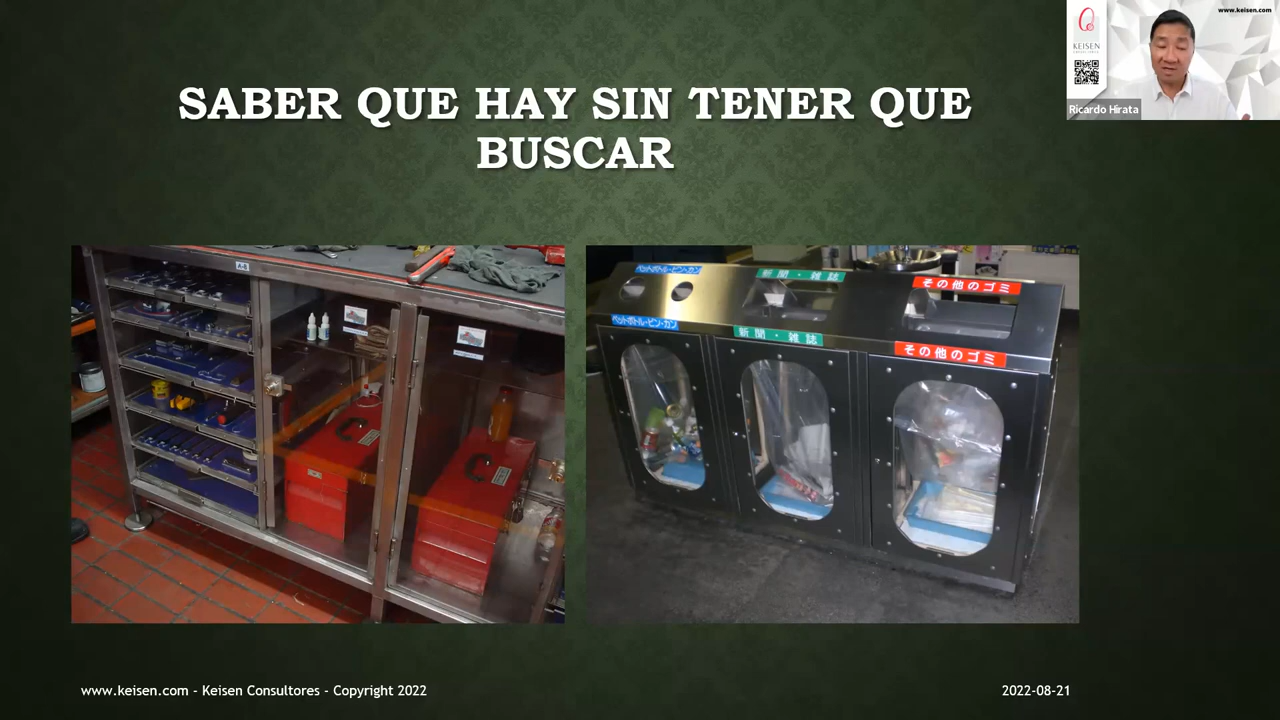 SABER QUE HAY SIN TENER QUE
BUSCAR
www.keisen.com
KEISEN
Ricardo Hirata
A-B
ペットボトル・ビン・カン
新聞・雑誌
その他のゴミ
ペットボトル・ビン・カン
新聞・雑誌
その他のゴミ
www.keisen.com - Keisen Consultores - Copyright 2022
2022-08-21